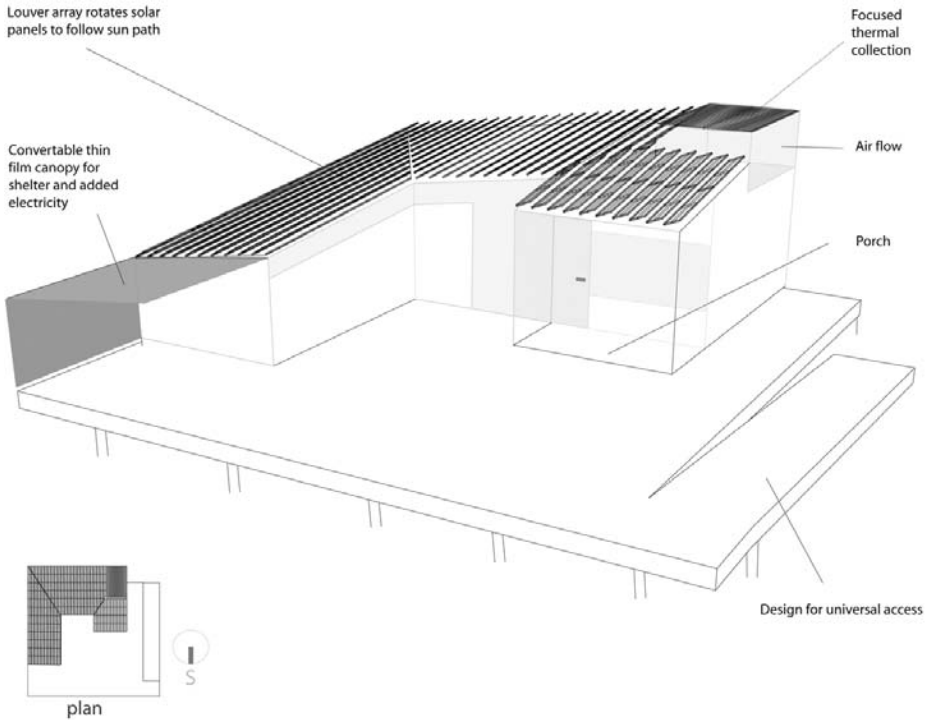 Louver array rotates solar
panels to follow sun path
Focused
thermal
collection
Convertable thin
film canopy for
shelter and added
electricity
Air flow
Porch
Design for universal access
S
plan